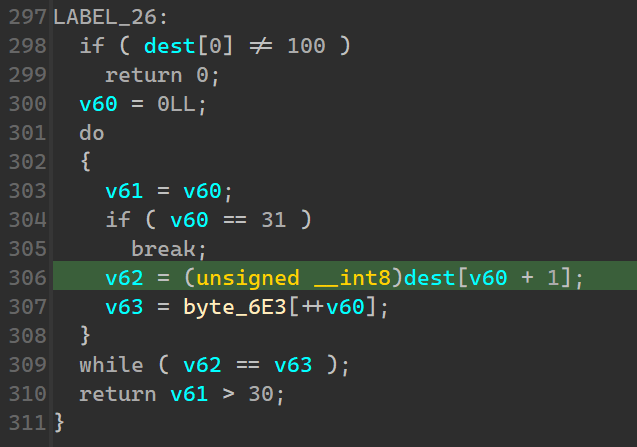 297 LABEL_26:
298   if ( dest[0] ≠ 100 )
299     return 0;
300   v60 = 0LL;
301   do
302   {
303     v61 = v60;
304     if ( v60 == 31 )
305       break;
306     v62 = (unsigned __int8)dest[v60 + 1];
307     v63 = byte_6E3[++v60];
308   }
309   while ( v62 == v63 );
310   return v61 > 30;
311 }